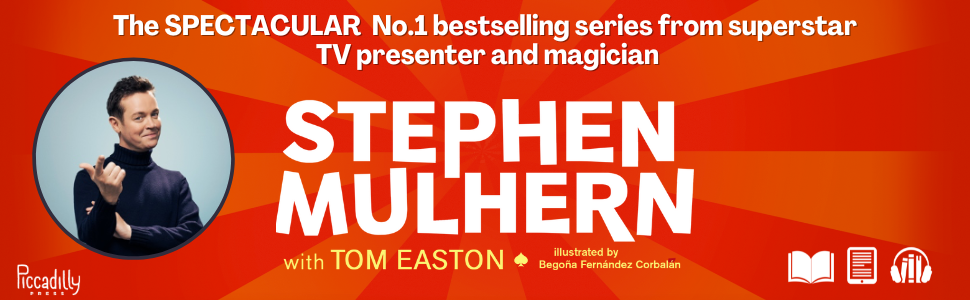 The SPECTACULAR No.1 bestselling series from superstar
TV presenter and magician
STEPHEN
MULHERN
with TOM EASTON
illustrated by
Begoña Fernández Corbalán
Piccadilly
PRESS